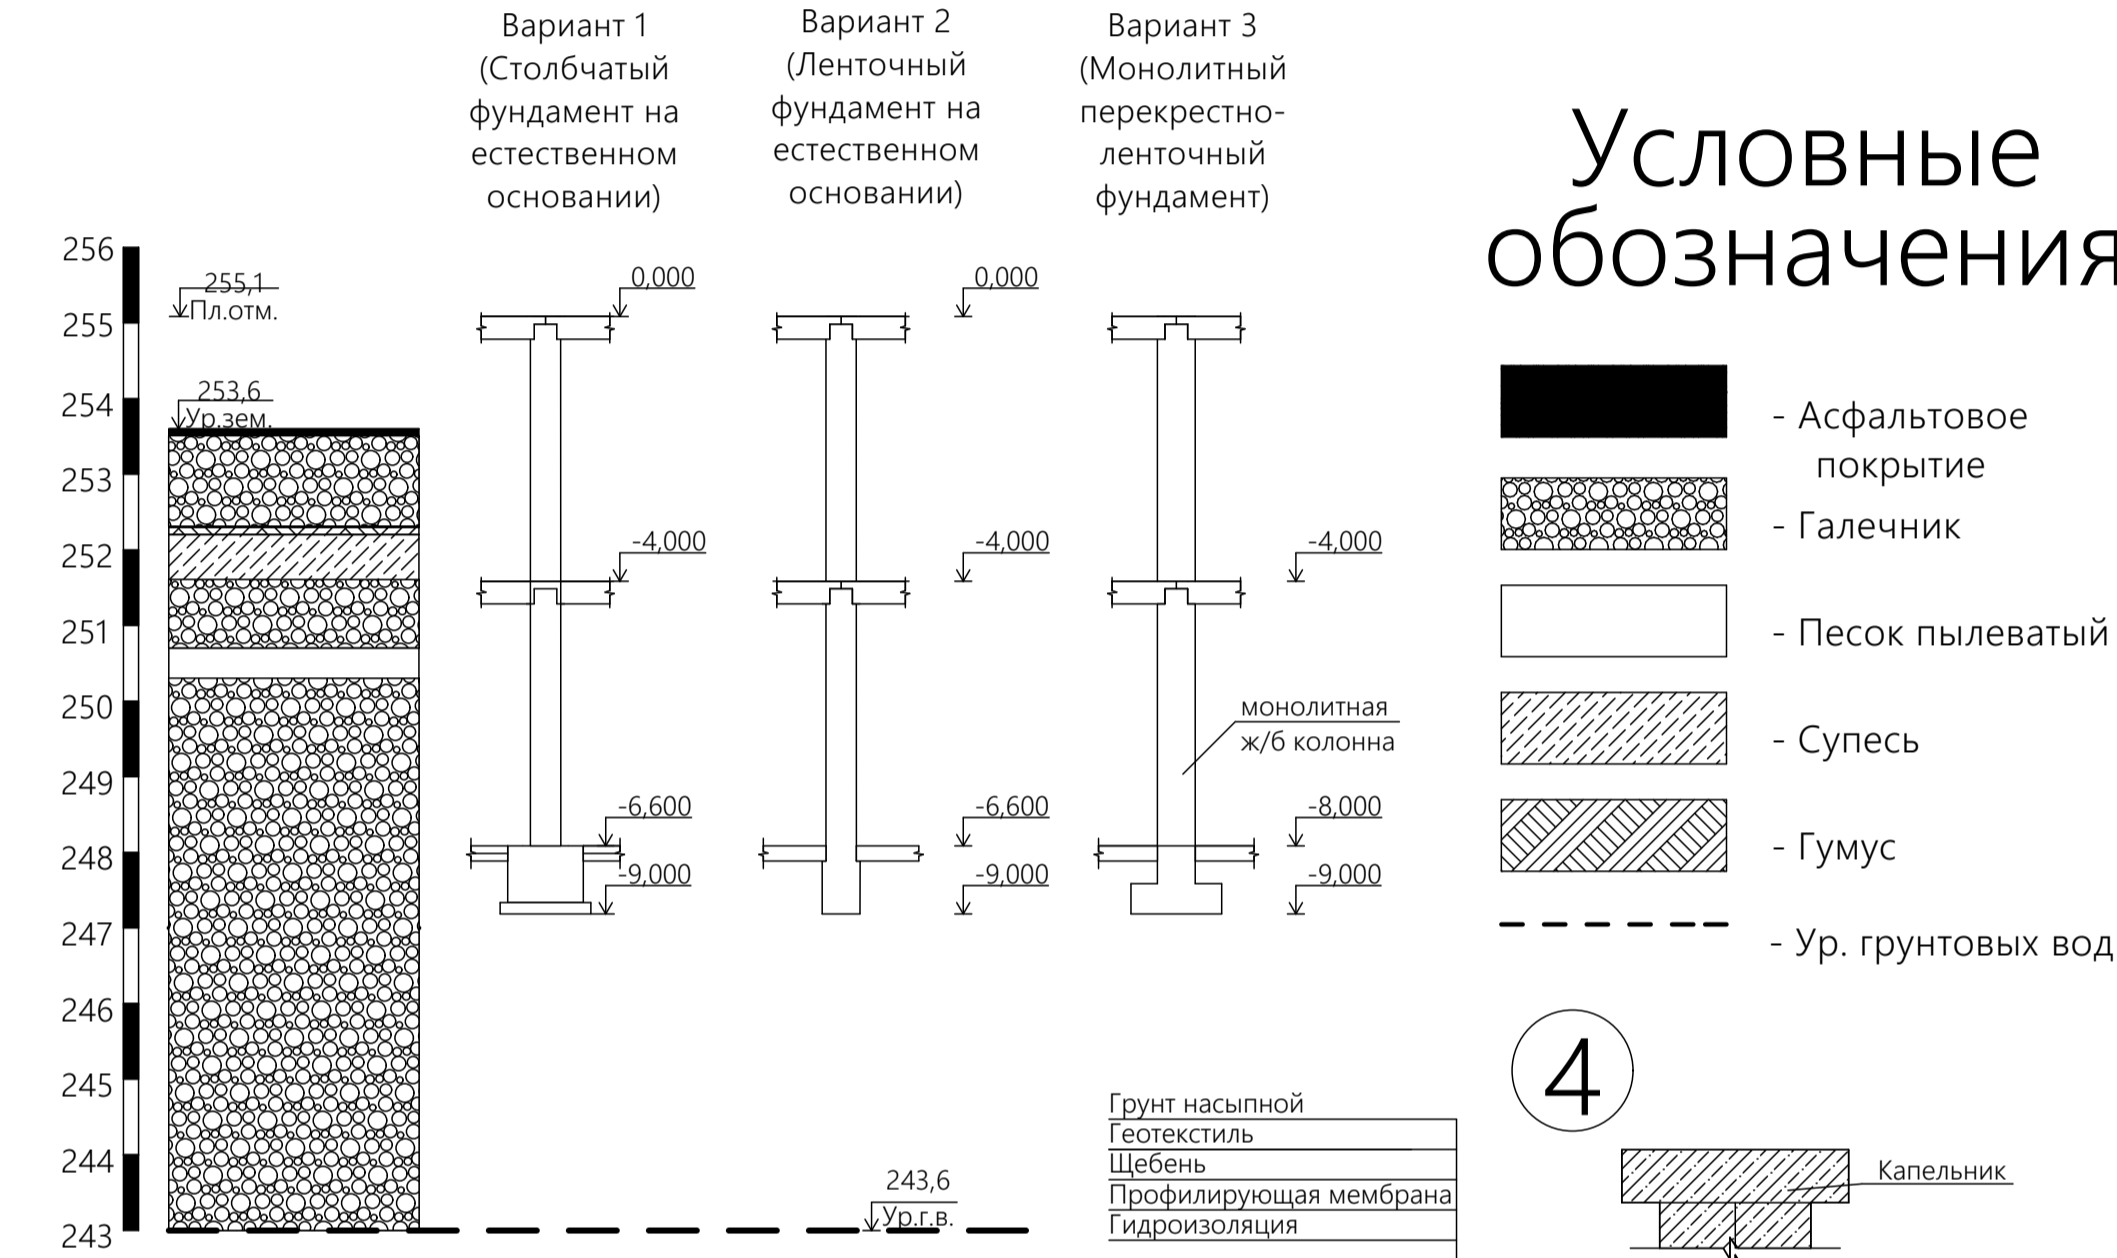 Вариант 1
(Столбчатый
фундамент на
естественном
основании)
Вариант 2
(Ленточный
фундамент на
естественном
основании)
Вариант 3
(Монолитный
перекрестно-
ленточный
фундамент)
Условные
обозначения
256
255
254
253
252
251
250
249
248
247
246
245
244
243
255,1
Пл.отм.
253,6
Ур.зем.
0,000
-4,000
-6,600
-9,000
0,000
-4,000
-6,600
-9,000
-4,000
монолитная
ж/б колонна
-8,000
-9,000
243,6
Ур.г.в.
- Асфальтовое
покрытие
- Галечник
- Песок пылеватый
- Супесь
- Гумус
- Ур. грунтовых вод
Грунт насыпной
Геотекстиль
Щебень
Профилирующая мембрана
Гидроизоляция
4
Капельник